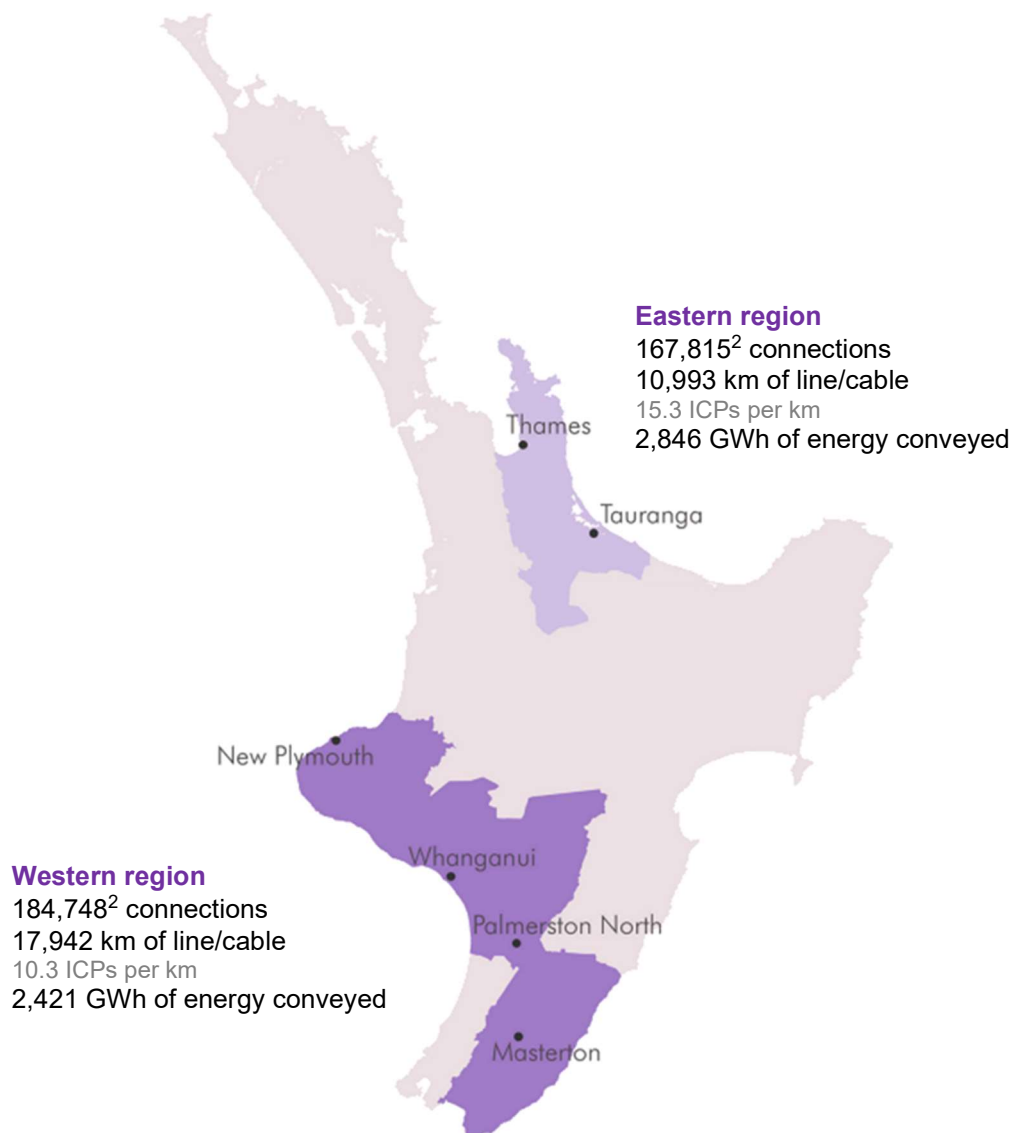 Eastern region
167,815² connections
10,993 km of line/cable
15.3 ICPs per km
2,846 GWh of energy conveyed
Thames
Tauranga
New Plymouth
Whanganui
Western region
184,748² connections
17,942 km of line/cable
10.3 ICPs per km
2,421 GWh of energy conveyed
Palmerston North
Masterton